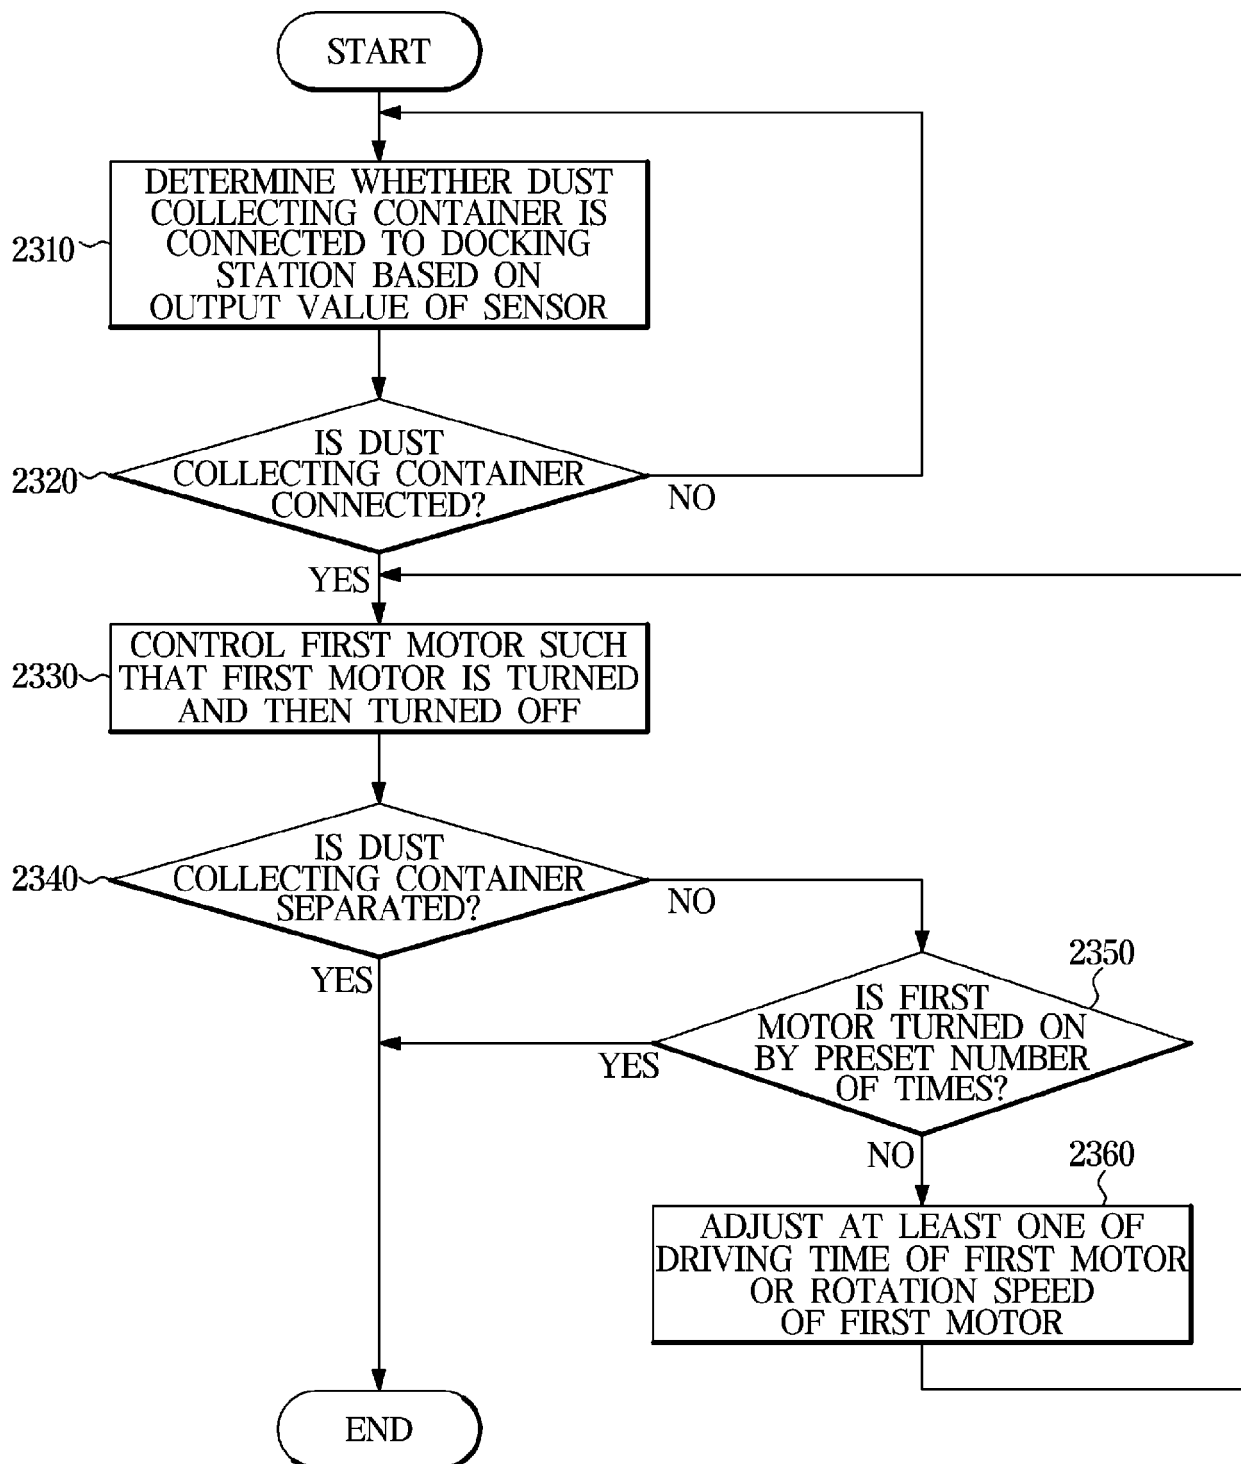 START
DETERMINE WHETHER DUST
COLLECTING CONTAINER IS
CONNECTED TO DOCKING
STATION BASED ON
OUTPUT VALUE OF SENSOR
2310
IS DUST
COLLECTING CONTAINER
CONNECTED?
2320
NO
YES
CONTROL FIRST MOTOR SUCH
THAT FIRST MOTOR IS TURNED
AND THEN TURNED OFF
2330
IS DUST
COLLECTING CONTAINER
SEPARATED?
2340
NO
YES
2350
IS FIRST
MOTOR TURNED ON
BY PRESET NUMBER
OF TIMES?
YES
NO
2360
ADJUST AT LEAST ONE OF
DRIVING TIME OF FIRST MOTOR
OR ROTATION SPEED
OF FIRST MOTOR
END